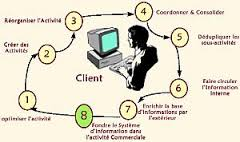 Réorganiser l'Activité
3
4
Coordonner & Consolider
Créer des
Activités
2
5
Dédupliquer les
sous-activités
Client
1
optimiser l'activité
6
Faire circuler
l'Information
Interne
7
Enrichir la base
d'Informations par
l'extérieur
8
Fondre le Système
d'Information dans
l'activité Commerciale